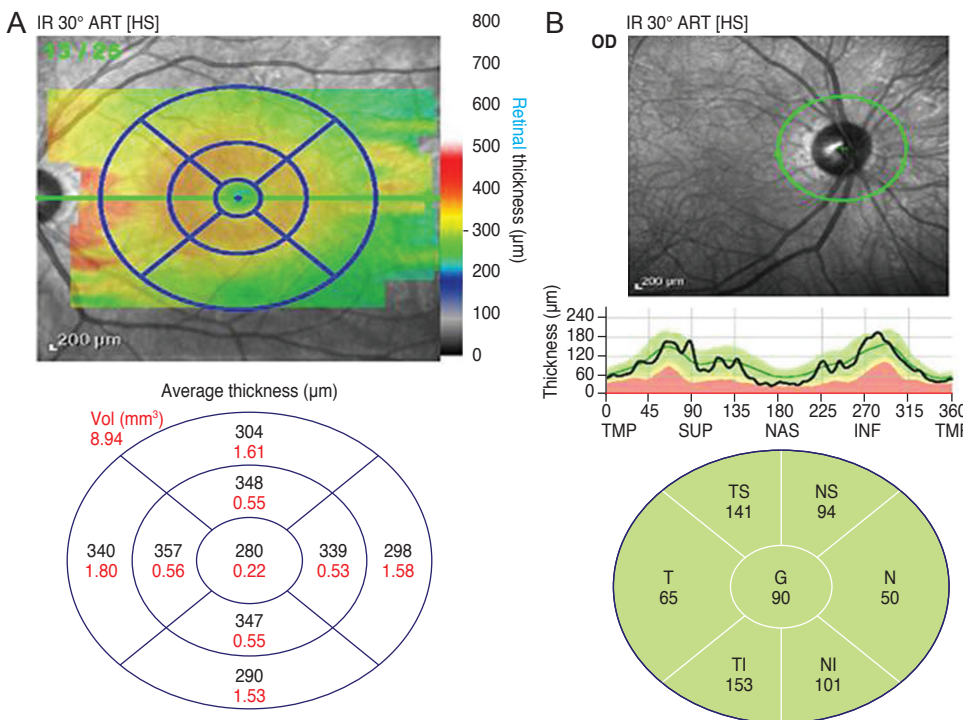 A
IR 30° ART [HS]
13 / 25
200 µm
800
700
600
500
400
300
200
100
0
Retinal thickness (µm)
Average thickness (µm)
Vol (mm³)
8.94
304
1.61
348
0.55
340
1.80
357
0.56
280
0.22
339
0.53
298
1.58
347
0.55
290
1.53
B
IR 30° ART [HS]
OD
200 µm
Thickness (µm)
240
180
120
60
0
0 45 90 135 180 225 270 315 360
TMP SUP NAS INF TMP
TS
141
NS
94
T
65
G
90
N
50
TI
153
NI
101